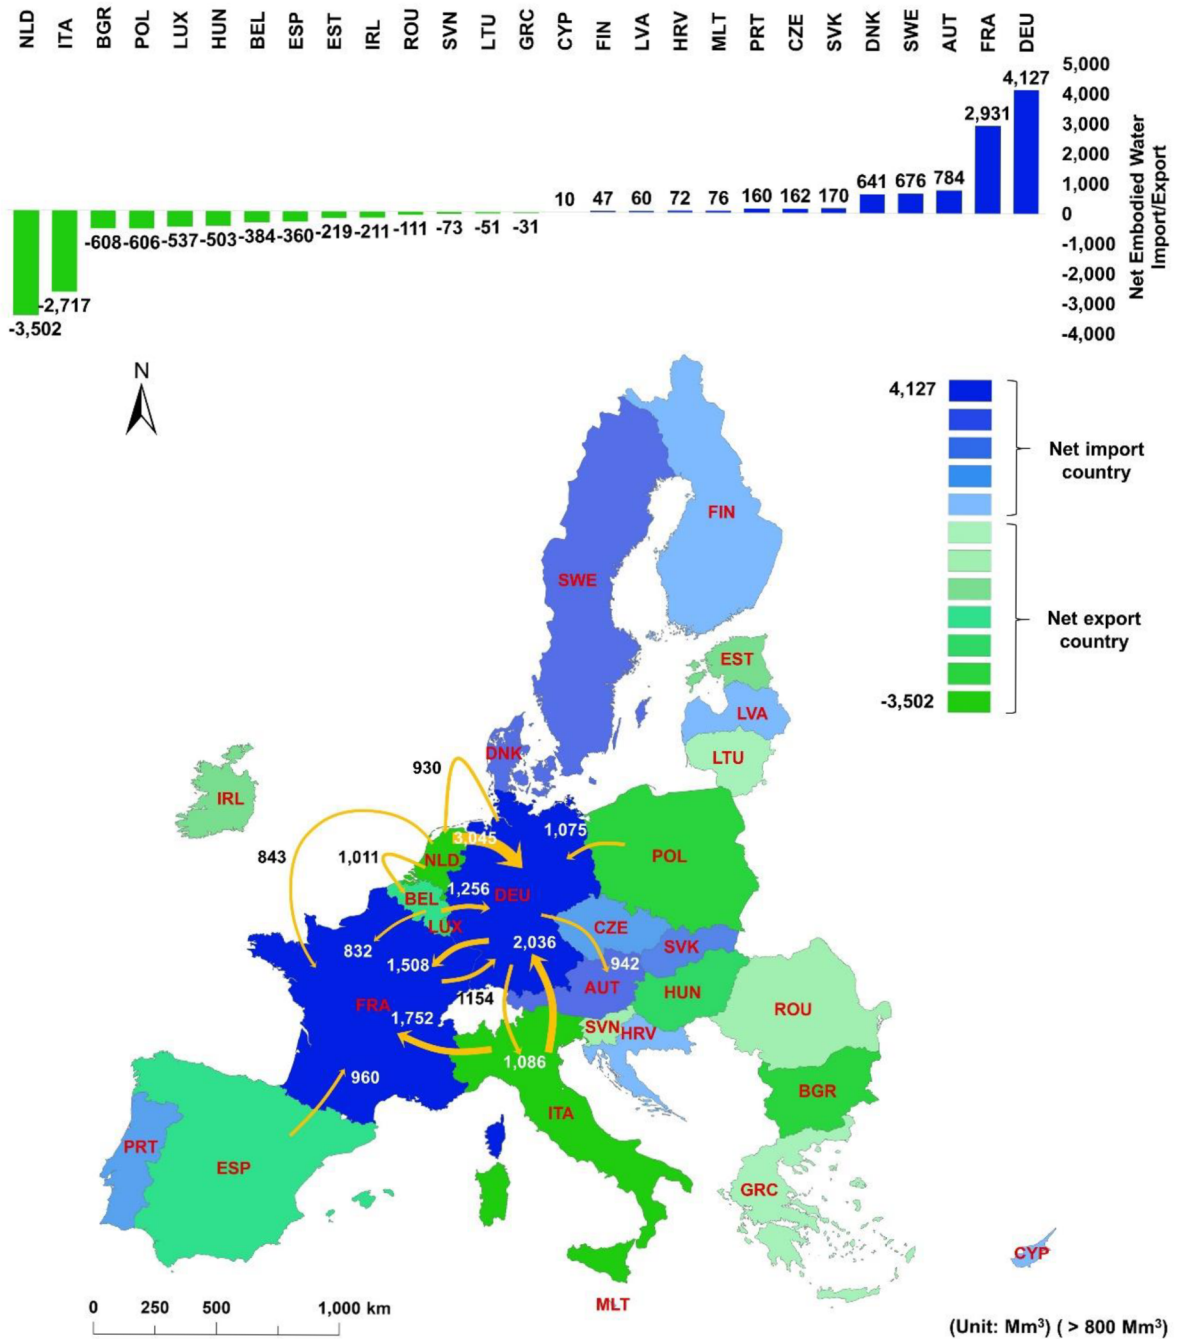 NLD ITA BGR POL LUX HUN BEL ESP EST IRL ROU SVN LTU GRC CYP FIN LVA HRV MLT PRT CZE SVK DNK SWE AUT FRA DEU
5,000
4,000
3,000
2,000
1,000
0
-1,000
-2,000
-3,000
-4,000
Net Embodied Water
Import/Export
-3,502 -2,717 -608 -606 -537 -503 -384 -360 -219 -211 -111 -73 -51 -31 10 47 60 72 76 160 162 170 641 676 784 2,931 4,127
N
4,127
Net import
country
Net export
country
-3,502
FIN
SWE
EST
LVA
LTU
DNK
930
IRL
3,045
1,075
843
1,011
NLD
POL
1,256
DEU
BEL
LUX
CZE
832
2,036
SVK
1,508
942
AUT
HUN
1154
FRA
ROU
1,752
SVN
HRV
1,086
960
BGR
ITA
PRT
ESP
GRC
CYP
MLT
0 250 500 1,000 km
(Unit: Mm³) ( > 800 Mm³)